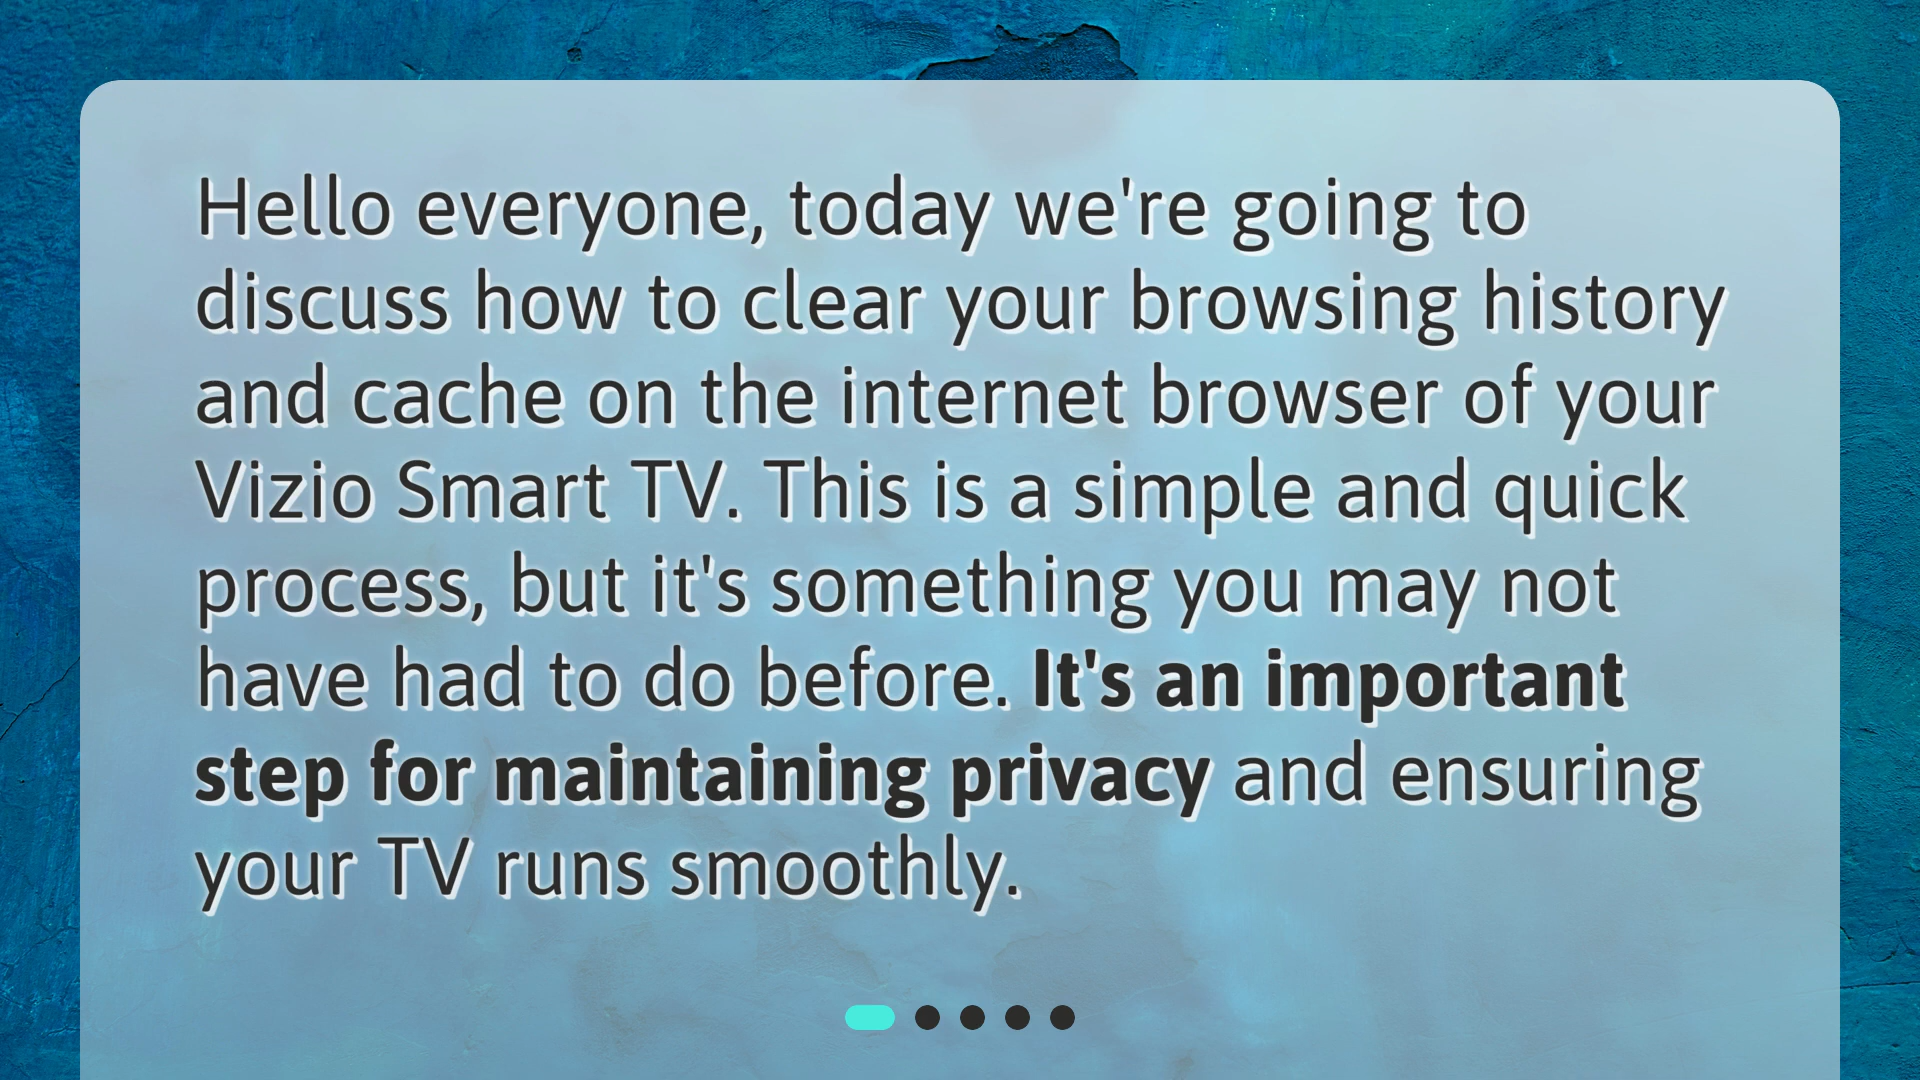 Hello everyone, today we're going to
discuss how to clear your browsing history
and cache on the internet browser of your
Vizio Smart TV. This is a simple and quick
process, but it's something you may not
have had to do before. It's an important
step for maintaining privacy and ensuring
your TV runs smoothly.